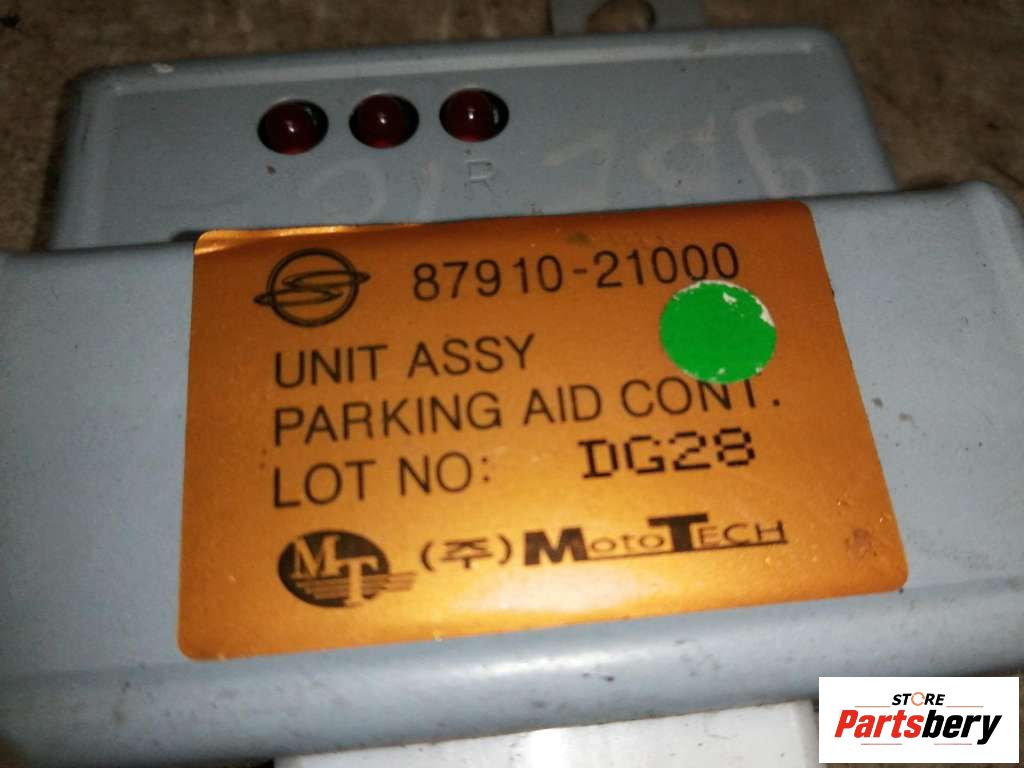 R
87910-21000
UNIT ASSY
PARKING AID CONT.
LOT NO: DG28
MT (주) MOTOTECH
STORE
Partsbery